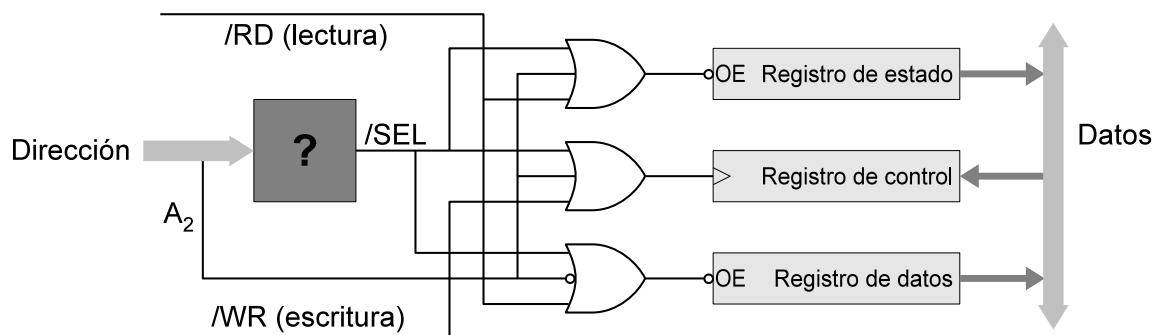 /RD (lectura)
OE Registro de estado
Dirección
?
/SEL
Datos
Registro de control
A₂
OE Registro de datos
/WR (escritura)